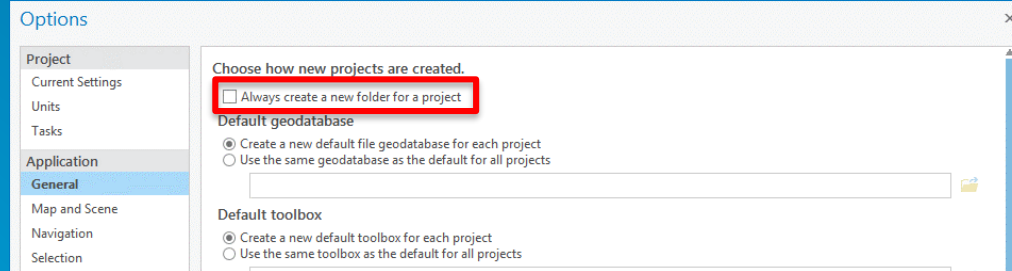 Options
Project
Current Settings
Units
Tasks
Application
General
Map and Scene
Navigation
Selection
Choose how new projects are created.
Always create a new folder for a project
Default geodatabase
Create a new default file geodatabase for each project
Use the same geodatabase as the default for all projects
Default toolbox
Create a new default toolbox for each project
Use the same toolbox as the default for all projects